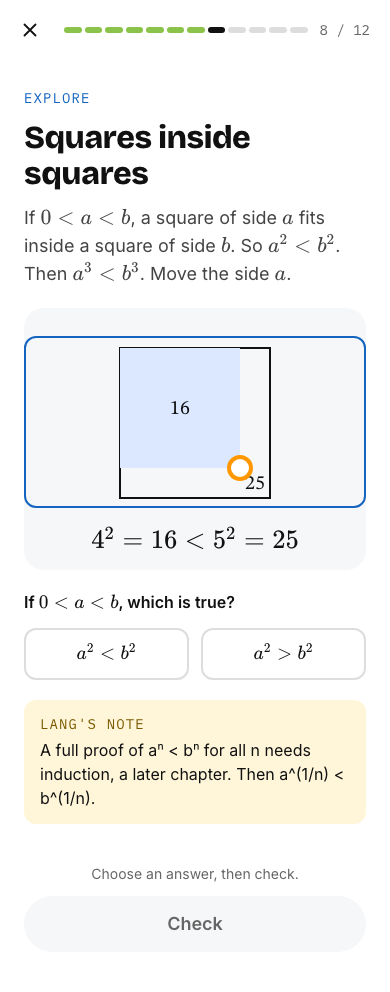 8 / 12
EXPLORE
Squares inside
squares
If 0 < a < b, a square of side a fits
inside a square of side b. So a² < b².
Then a³ < b³. Move the side a.
16
25
4² = 16 < 5² = 25
If 0 < a < b, which is true?
a² < b²
a² > b²
LANG'S NOTE
A full proof of aⁿ < bⁿ for all n needs
induction, a later chapter. Then a^(1/n) <
b^(1/n).
Choose an answer, then check.
Check